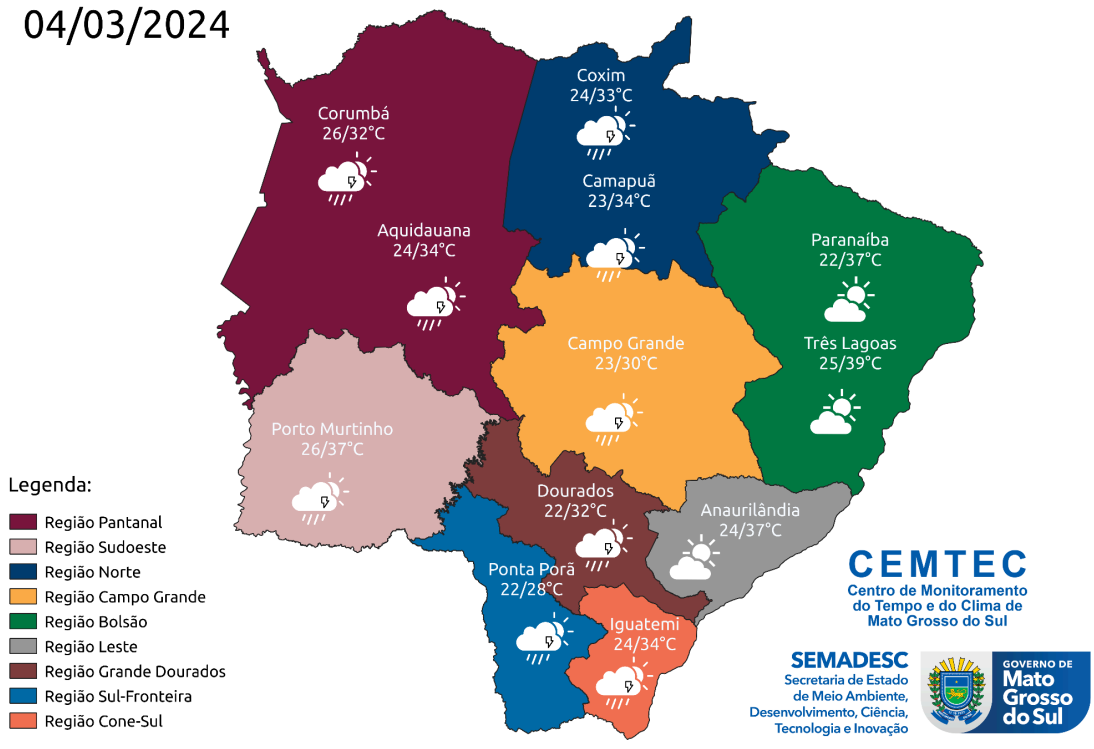 04/03/2024
Coxim
24/33°C
Corumbá
26/32°C
Camapuã
23/34°C
Aquidauana
24/34°C
Paranaíba
22/37°C
Campo Grande
23/30°C
Três Lagoas
25/39°C
Porto Murtinho
26/37°C
Dourados
22/32°C
Anaurilândia
24/37°C
Ponta Porã
22/28°C
Iguatemi
24/34°C
Legenda:
Região Pantanal
Região Sudoeste
Região Norte
Região Campo Grande
Região Bolsão
Região Leste
Região Grande Dourados
Região Sul-Fronteira
Região Cone-Sul
CEMTEC
Centro de Monitoramento
do Tempo e do Clima de
Mato Grosso do Sul
SEMADESC
Secretaria de Estado
de Meio Ambiente,
Desenvolvimento, Ciência,
Tecnologia e Inovação
GOVERNO DE
Mato
Grosso
do Sul